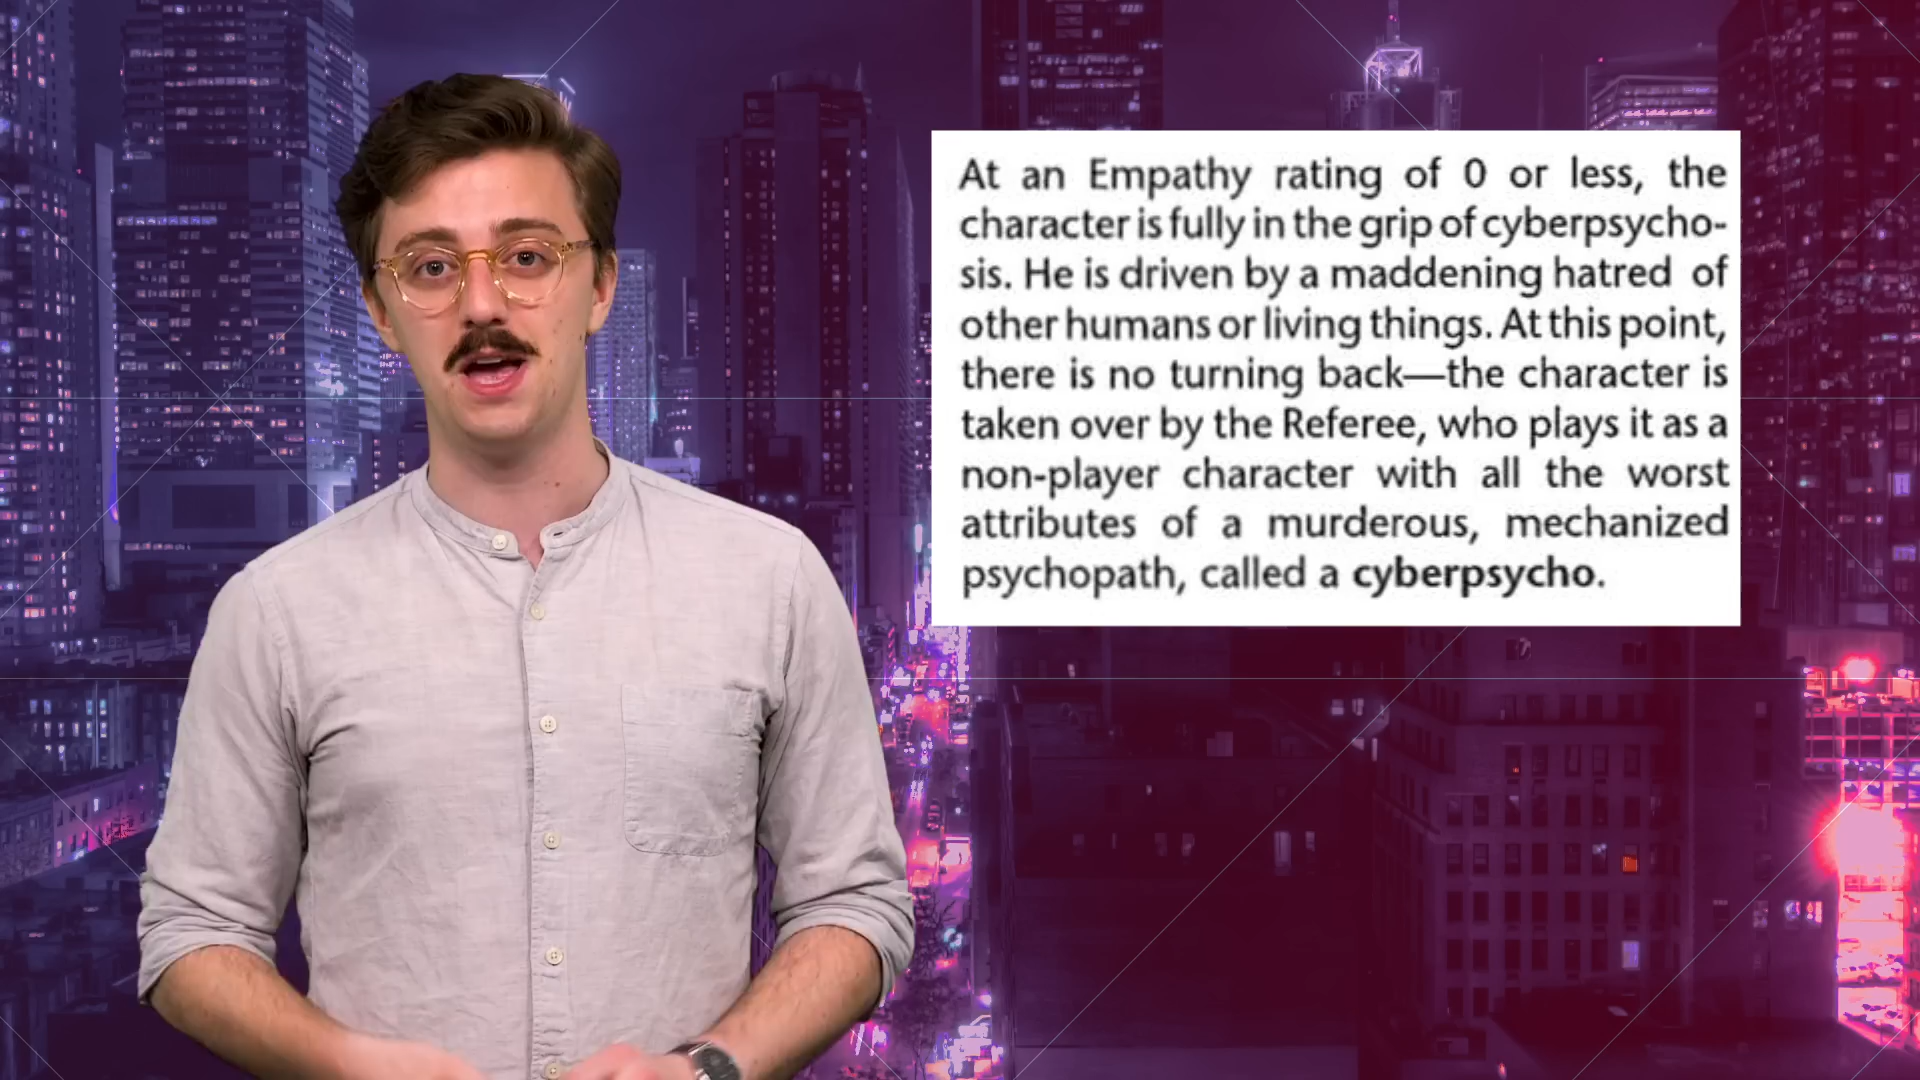 At an Empathy rating of 0 or less, the
character is fully in the grip of cyberpsycho-
sis. He is driven by a maddening hatred of
other humans or living things. At this point,
there is no turning back—the character is
taken over by the Referee, who plays it as a
non-player character with all the worst
attributes of a murderous, mechanized
psychopath, called a cyberpsycho.